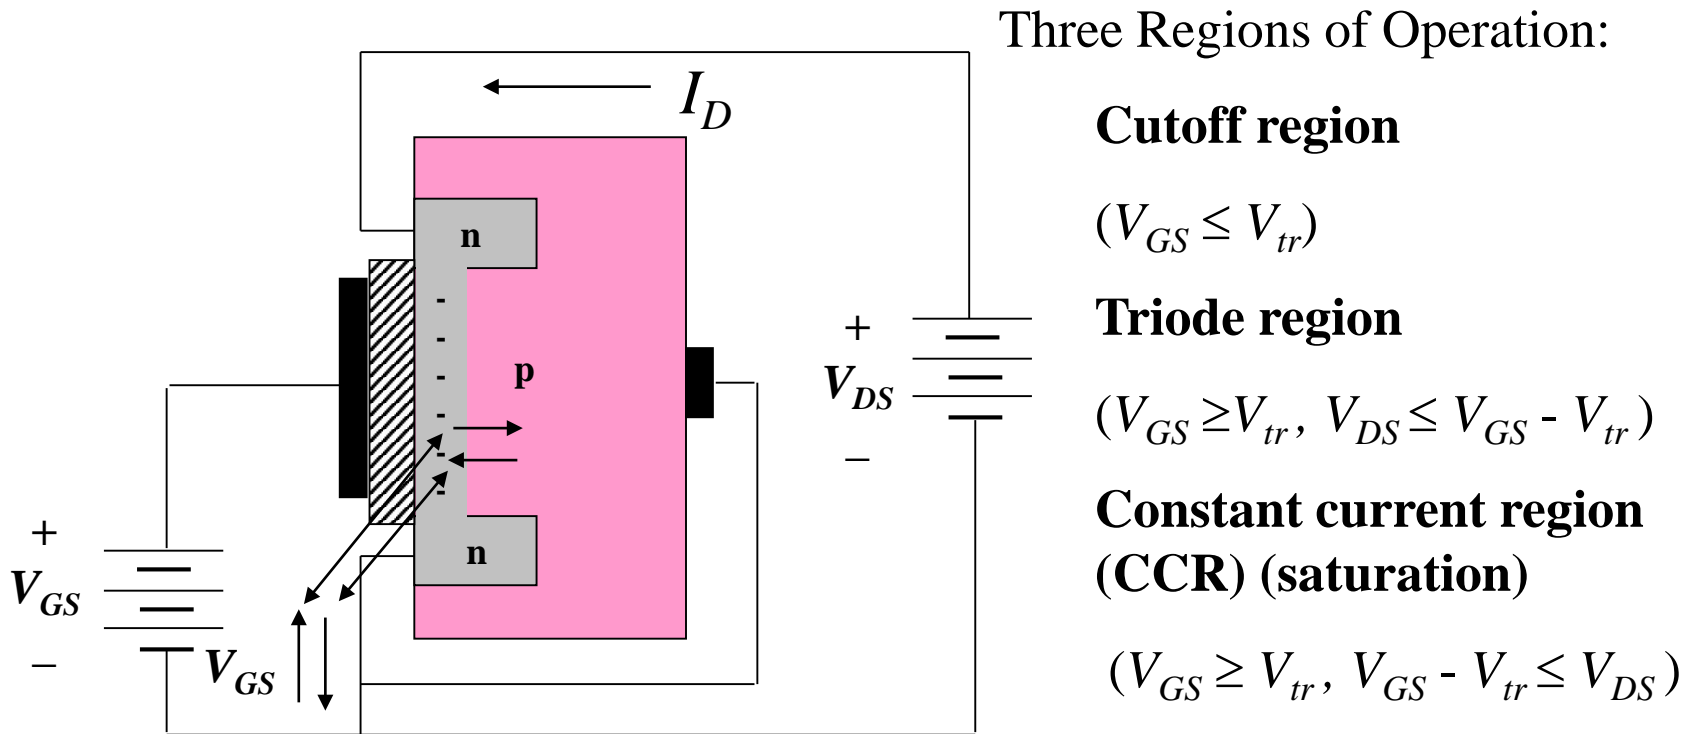 Three Regions of Operation:
I_D
Cutoff region
n
(V_GS ≤ V_tr)
- 
-
-
-
-
-
p
+
V_DS
–
Triode region
(V_GS ≥V_tr , V_DS ≤ V_GS - V_tr )
Constant current region
(CCR) (saturation)
n
+
V_GS
–
V_GS
(V_GS ≥ V_tr , V_GS - V_tr ≤ V_DS )